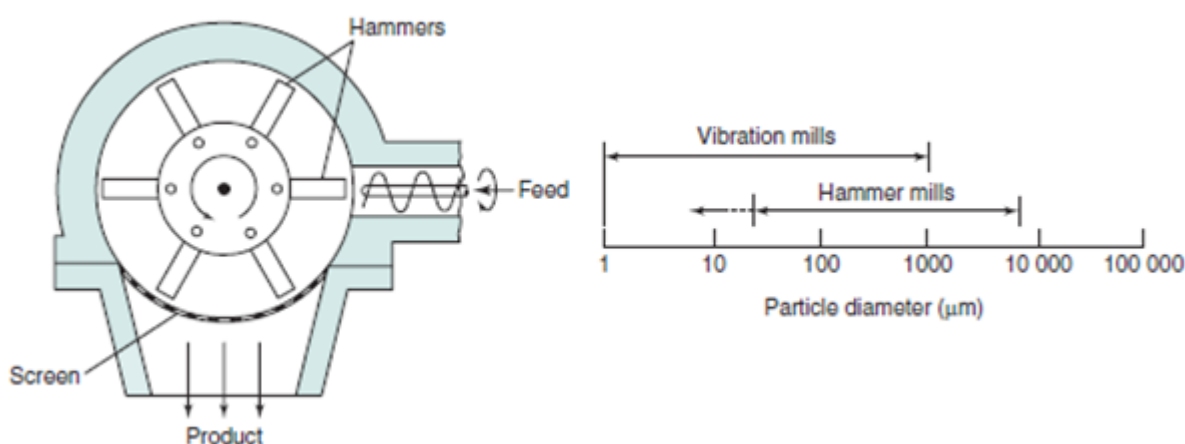 Hammers
Feed
Screen
Product
Vibration mills
Hammer mills
1 10 100 1000 10 000 100 000
Particle diameter (μm)